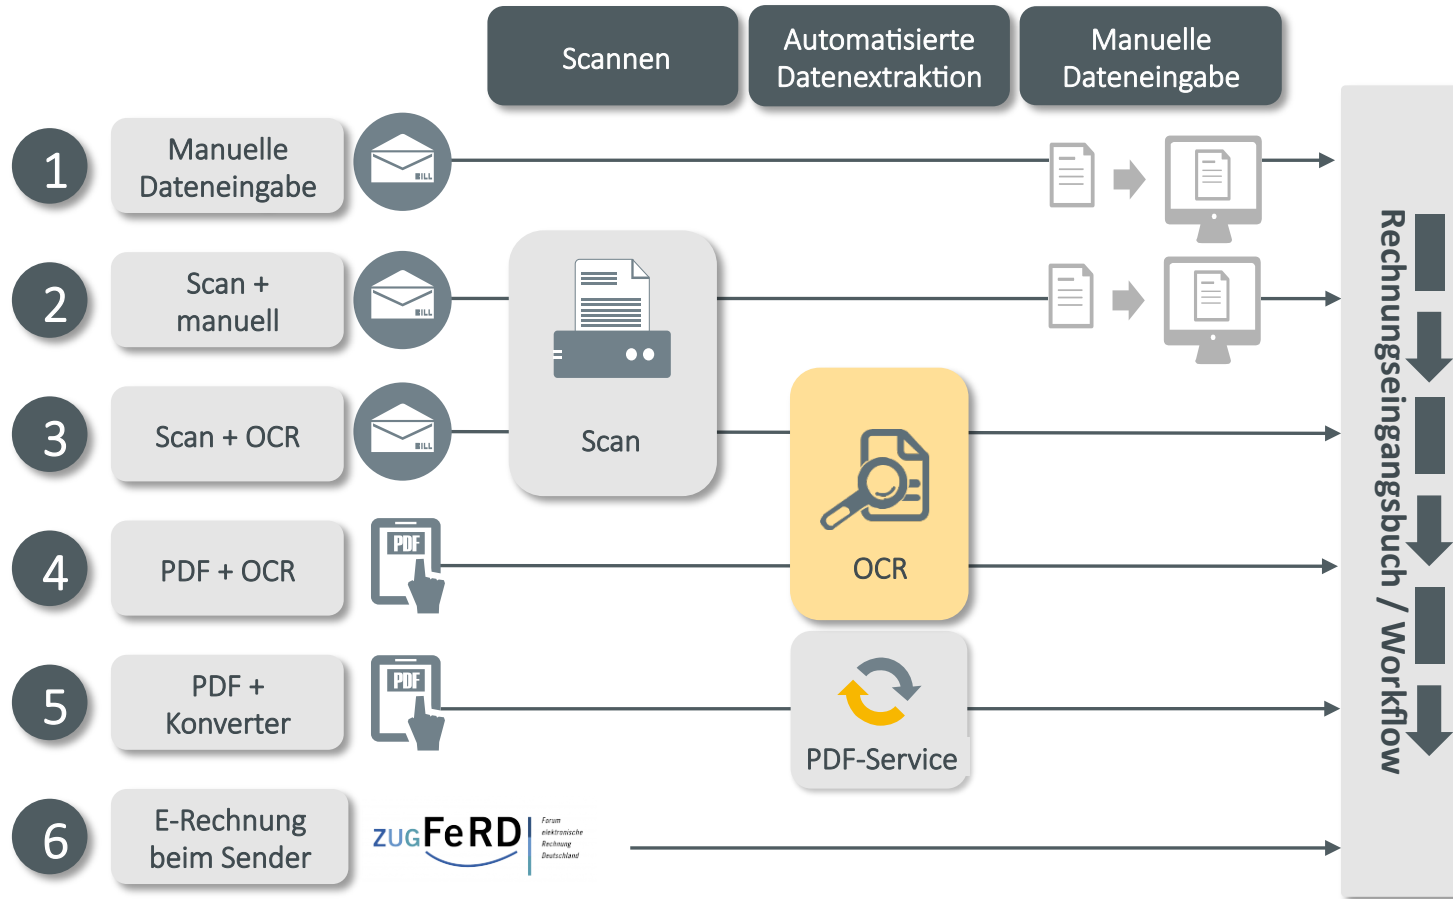 Scannen
Automatisierte
Datenextraktion
Manuelle
Dateneingabe
1
Manuelle
Dateneingabe
BILL
2
Scan +
manuell
BILL
3
Scan + OCR
BILL
Scan
4
PDF + OCR
PDF
OCR
5
PDF +
Konverter
PDF
PDF-Service
6
E-Rechnung
beim Sender
ZUGFeRD
Forum
elektronische
Rechnung
Deutschland
Rechnungseingangsbuch / Workflow